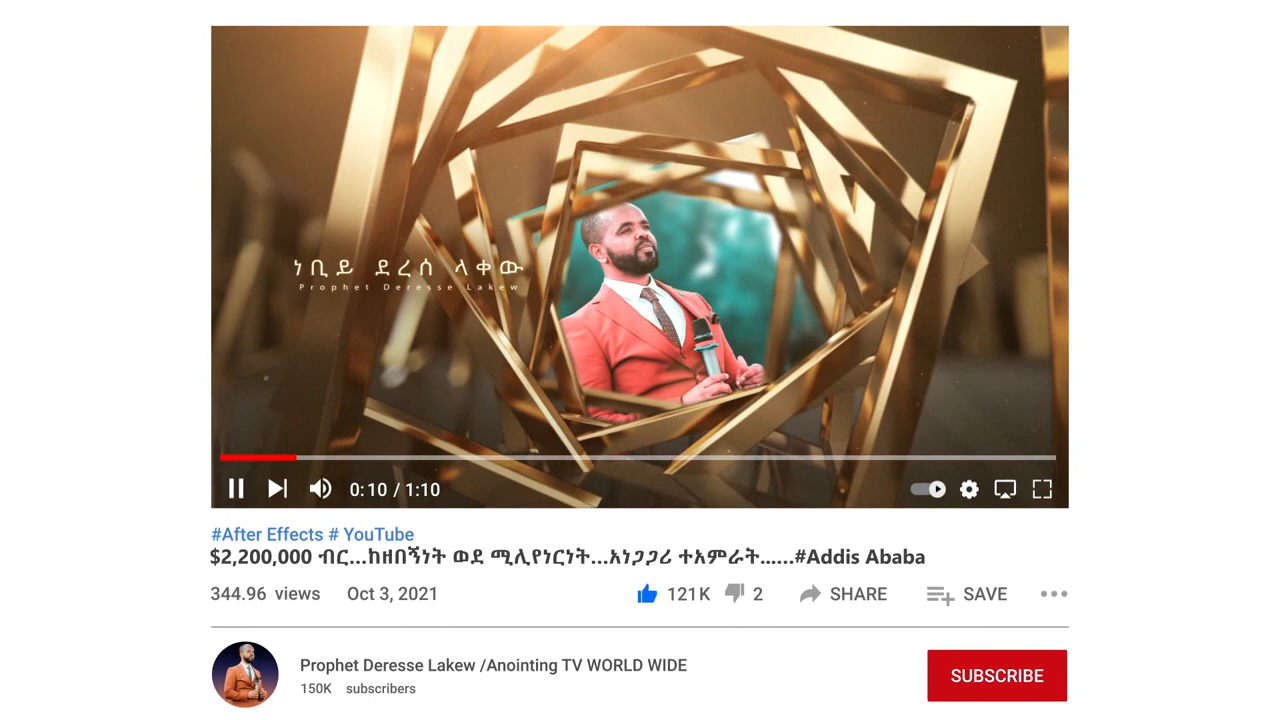 ነቢይ ደረሰ ላቀው
Prophet Deresse Lakew
0:10 / 1:10
#After Effects # YouTube
$2,200,000 ብር...ከዘበኝነት ወደ ሚሊየነርነት...አነጋጋሪ ተአምራት......#Addis Ababa
344.96 views Oct 3, 2021 121K 2 SHARE SAVE
Prophet Deresse Lakew /Anointing TV WORLD WIDE
150K subscribers
SUBSCRIBE